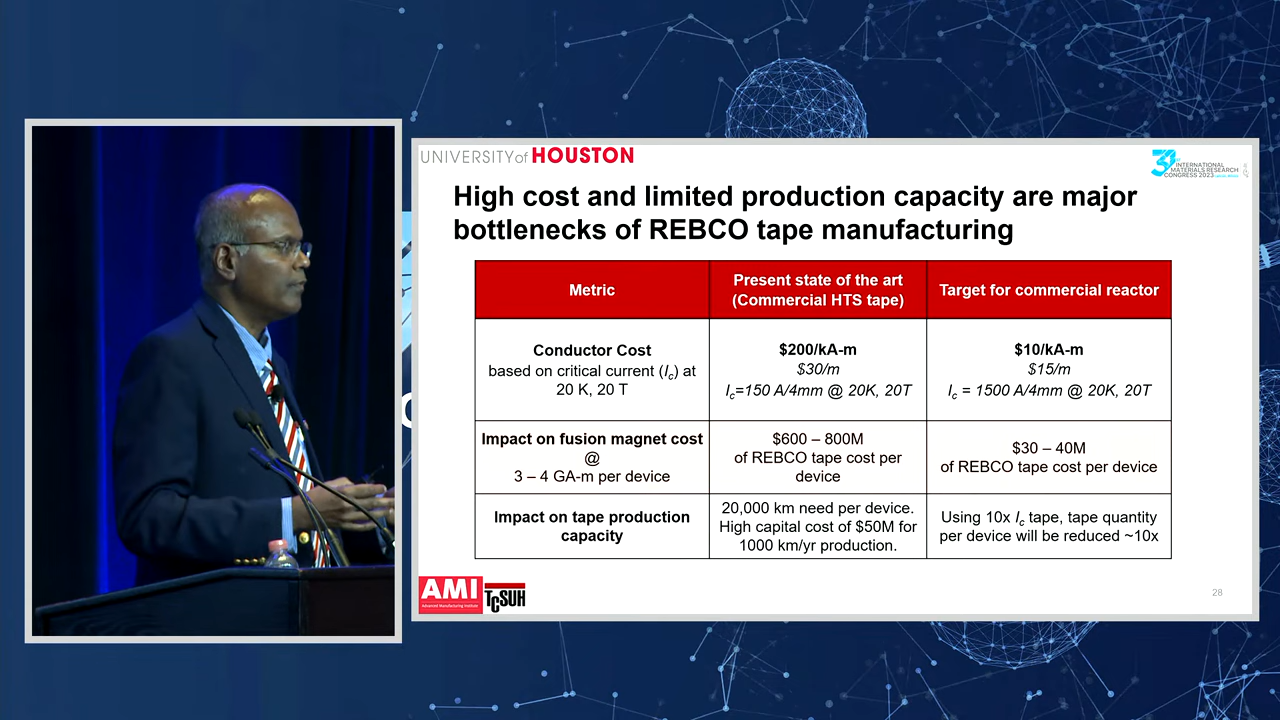 UNIVERSITY of HOUSTON
INTERNATIONAL
MATERIALS RESEARCH
CONGRESS 2023
High cost and limited production capacity are major
bottlenecks of REBCO tape manufacturing
Metric
Present state of the art
(Commercial HTS tape)
Target for commercial reactor
Conductor Cost
based on critical current (Ic) at
20 K, 20 T
$200/kA-m
$30/m
Ic=150 A/4mm @ 20K, 20T
$10/kA-m
$15/m
Ic = 1500 A/4mm @ 20K, 20T
Impact on fusion magnet cost
@
3 – 4 GA-m per device
$600 – 800M
of REBCO tape cost per
device
$30 – 40M
of REBCO tape cost per device
Impact on tape production
capacity
20,000 km need per device.
High capital cost of $50M for
1000 km/yr production.
Using 10x Ic tape, tape quantity
per device will be reduced ~10x
AMI
Advanced Manufacturing Institute
TCSUH
28